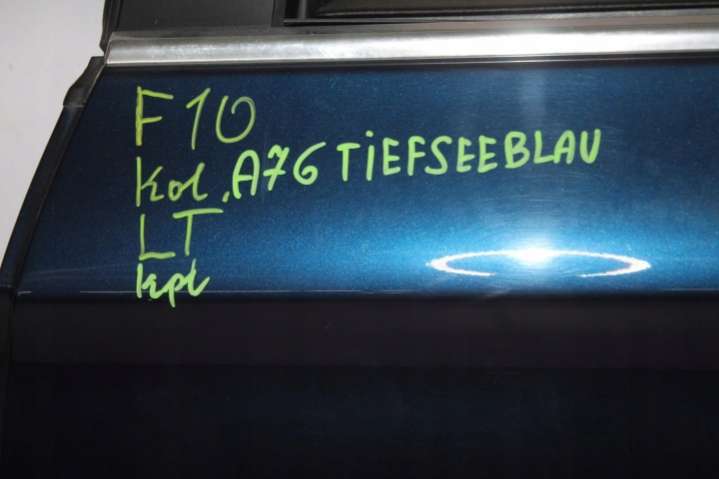 F10
kol. A76 TiEFSEEBLAU
LT
kpl